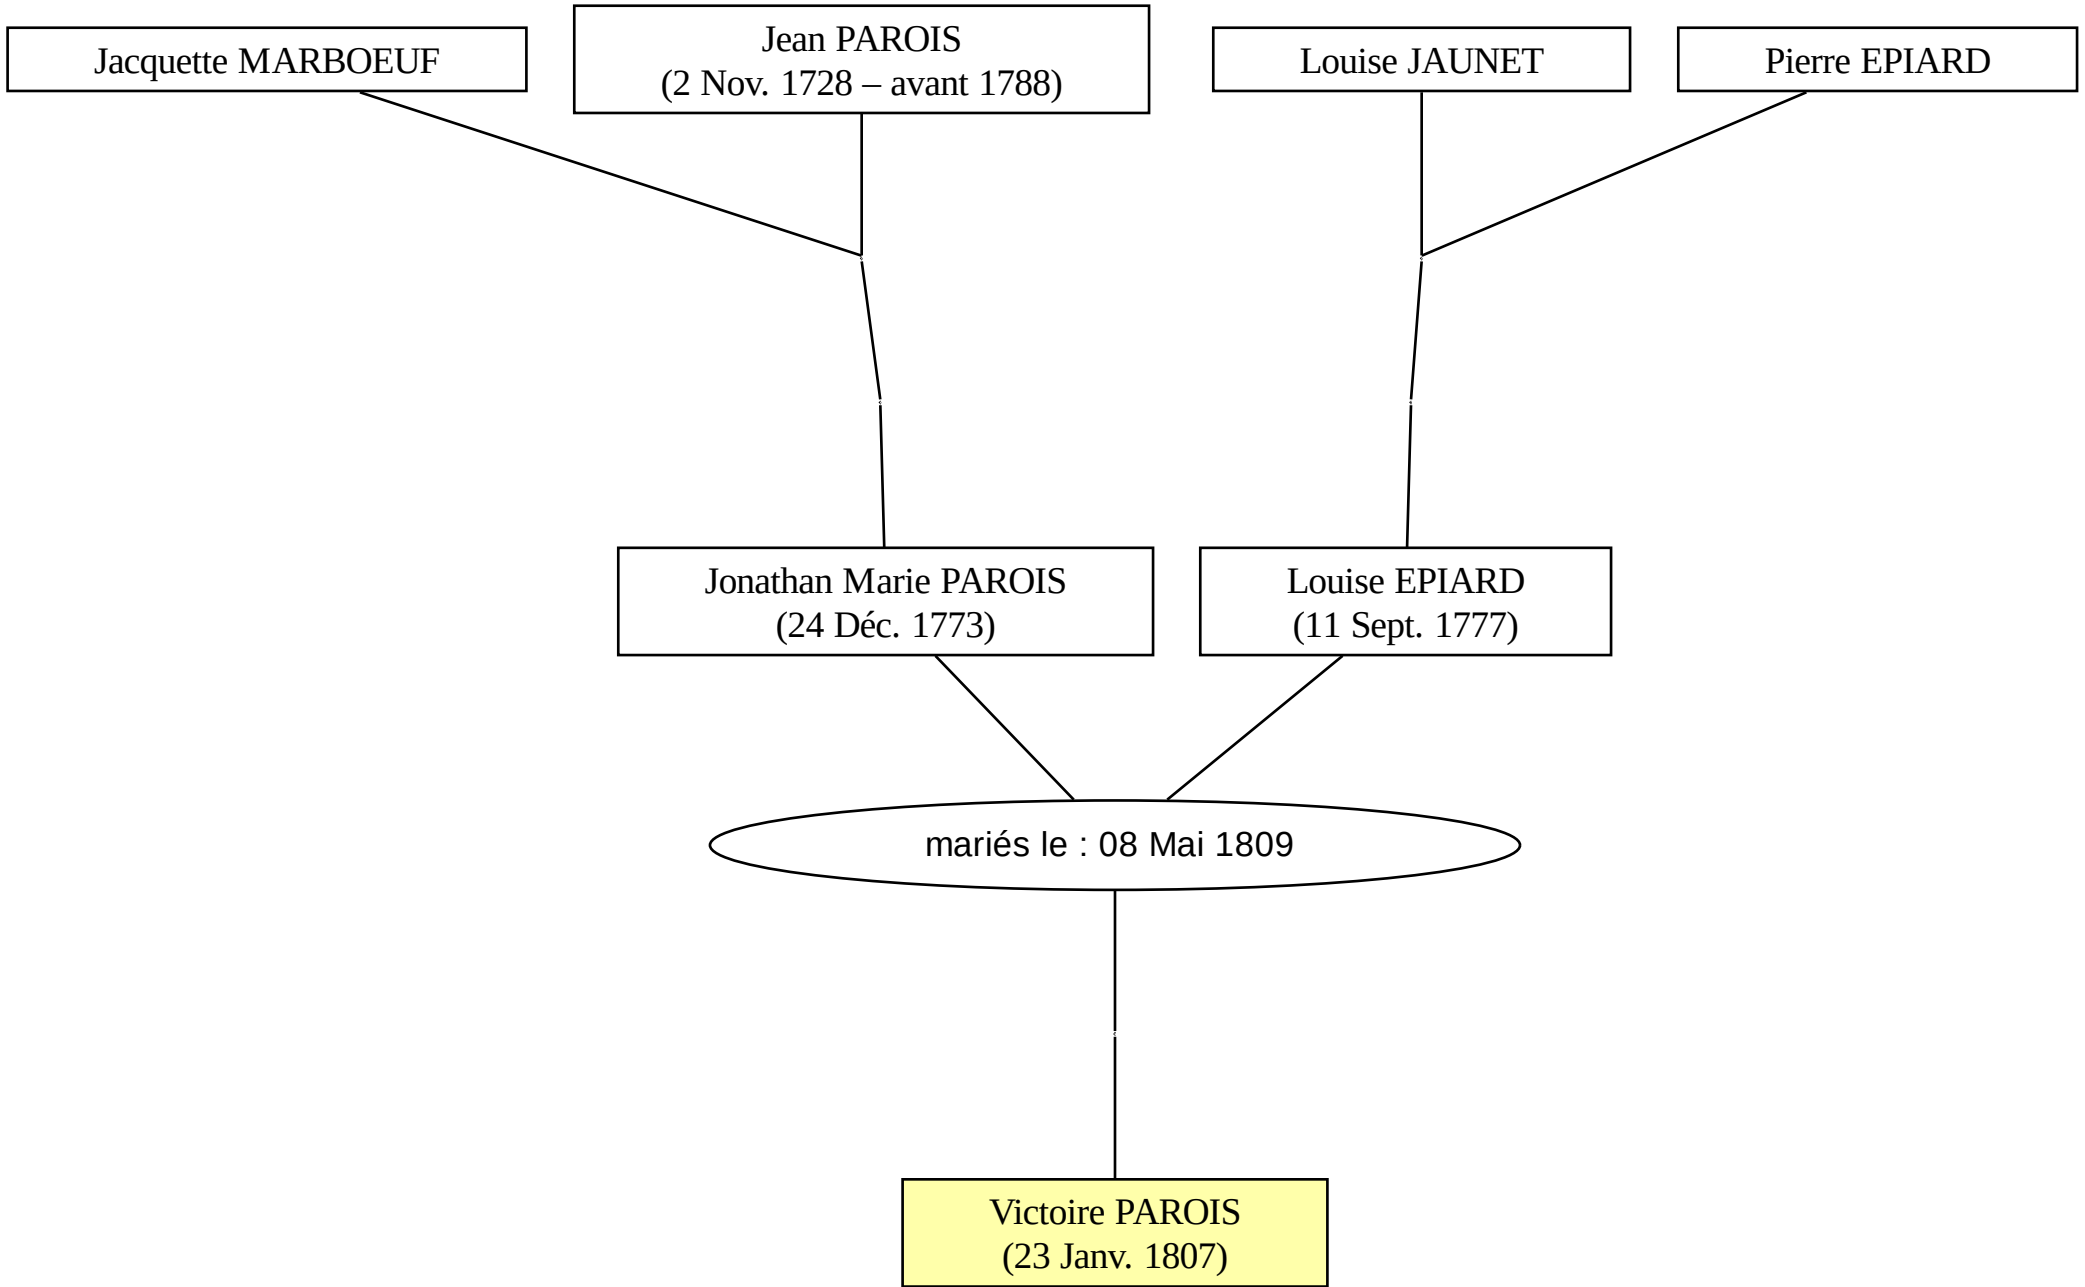 Jacquette MARBOEUF
Jean PAROIS
(2 Nov. 1728 – avant 1788)
Louise JAUNET
Pierre EPIARD
Jonathan Marie PAROIS
(24 Déc. 1773)
Louise EPIARD
(11 Sept. 1777)
mariés le : 08 Mai 1809
Victoire PAROIS
(23 Janv. 1807)